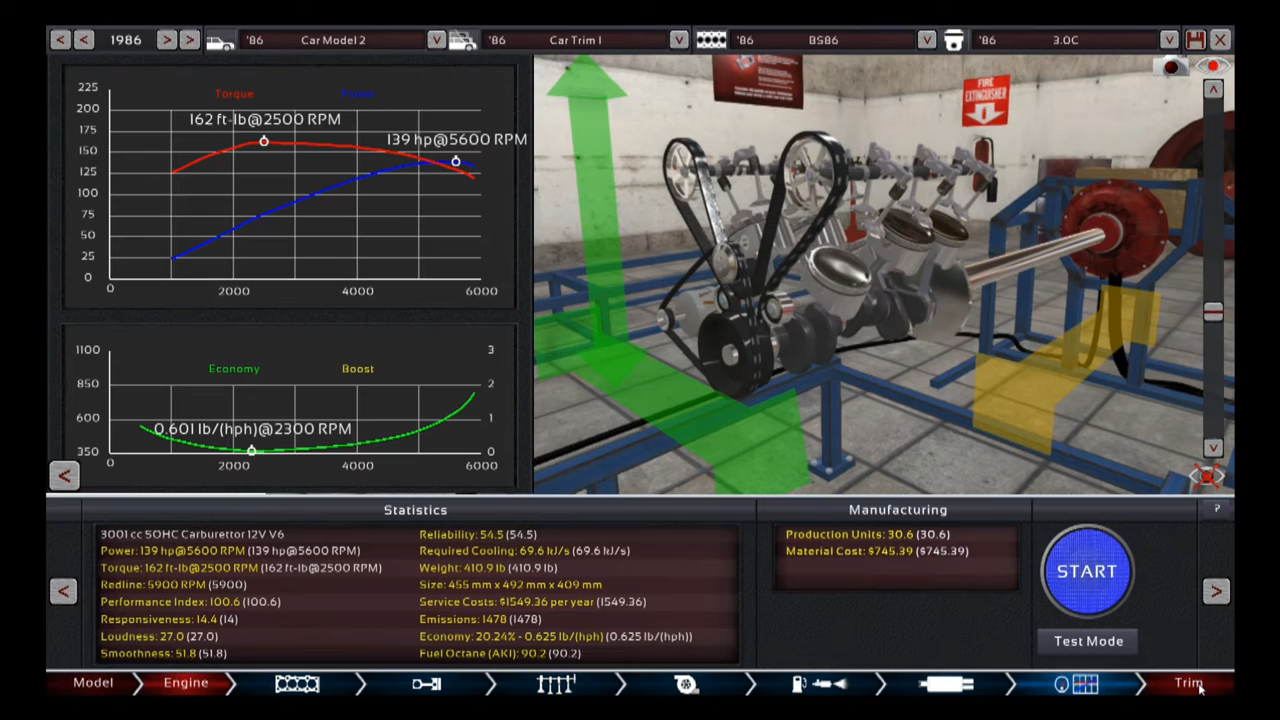 < < 1986 > > '86 Car Model 2 V '86 Car Trim 1 V '86 BS86 V '86 3.0C V X
225
200
175
150
125
100
75
50
25
0
Torque Power
162 ft-lb@2500 RPM
139 hp@5600 RPM
0 2000 4000 6000
1100
850
600
350
3
2
1
0
Economy Boost
0.601 lb/(hph)@2300 RPM
0 2000 4000 6000
FIRE
EXTINGUISHER
Statistics
3001 cc SOHC Carburettor 12V V6
Power: 139 hp@5600 RPM (139 hp@5600 RPM)
Torque: 162 ft-lb@2500 RPM (162 ft-lb@2500 RPM)
Redline: 5900 RPM (5900)
Performance Index: 100.6 (100.6)
Responsiveness: 14.4 (14)
Loudness: 27.0 (27.0)
Smoothness: 51.8 (51.8)
Reliability: 54.5 (54.5)
Required Cooling: 69.6 kJ/s (69.6 kJ/s)
Weight: 410.9 lb (410.9 lb)
Size: 455 mm x 492 mm x 409 mm
Service Costs: $1549.36 per year (1549.36)
Emissions: 1478 (1478)
Economy: 20.24% - 0.625 lb/(hph) (0.625 lb/(hph))
Fuel Octane (AKI): 90.2 (90.2)
Manufacturing
Production Units: 30.6 (30.6)
Material Cost: $745.39 ($745.39)
?
START
Test Mode
Model Engine Trim